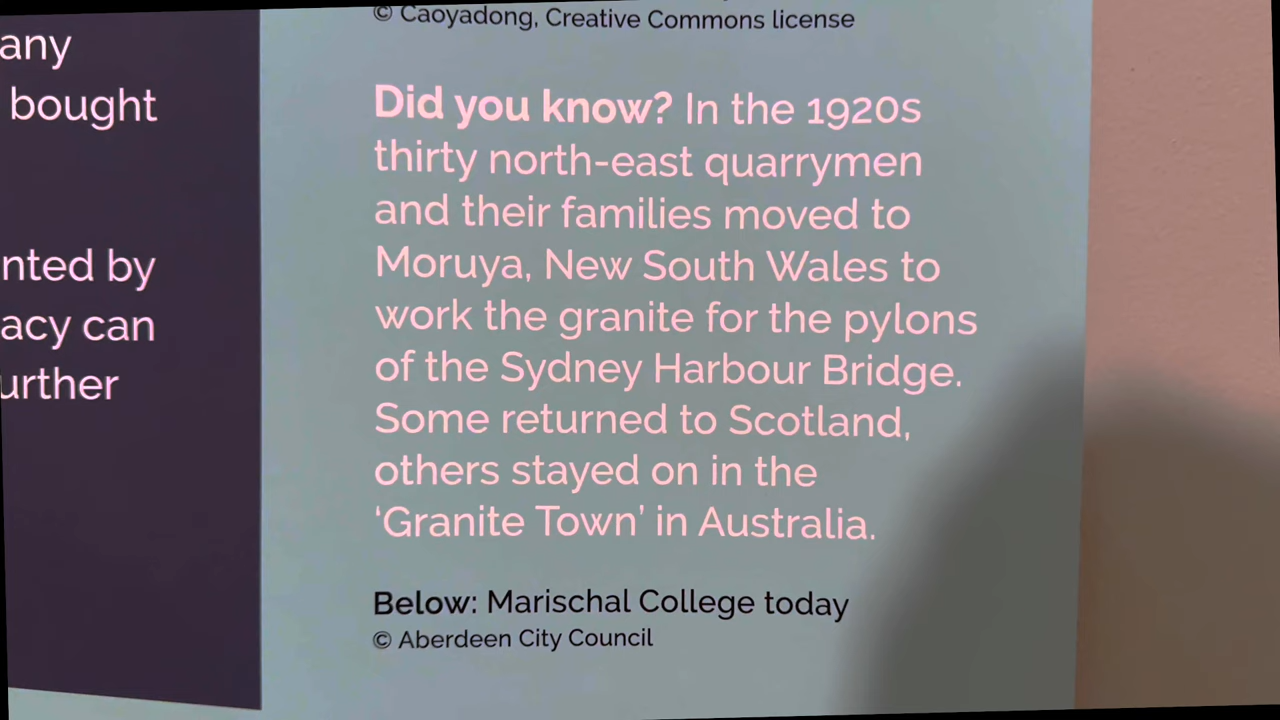 any
bought
nted by
acy can
urther
© Caoyadong, Creative Commons license
Did you know? In the 1920s
thirty north-east quarrymen
and their families moved to
Moruya, New South Wales to
work the granite for the pylons
of the Sydney Harbour Bridge.
Some returned to Scotland,
others stayed on in the
‘Granite Town’ in Australia.
Below: Marischal College today
© Aberdeen City Council